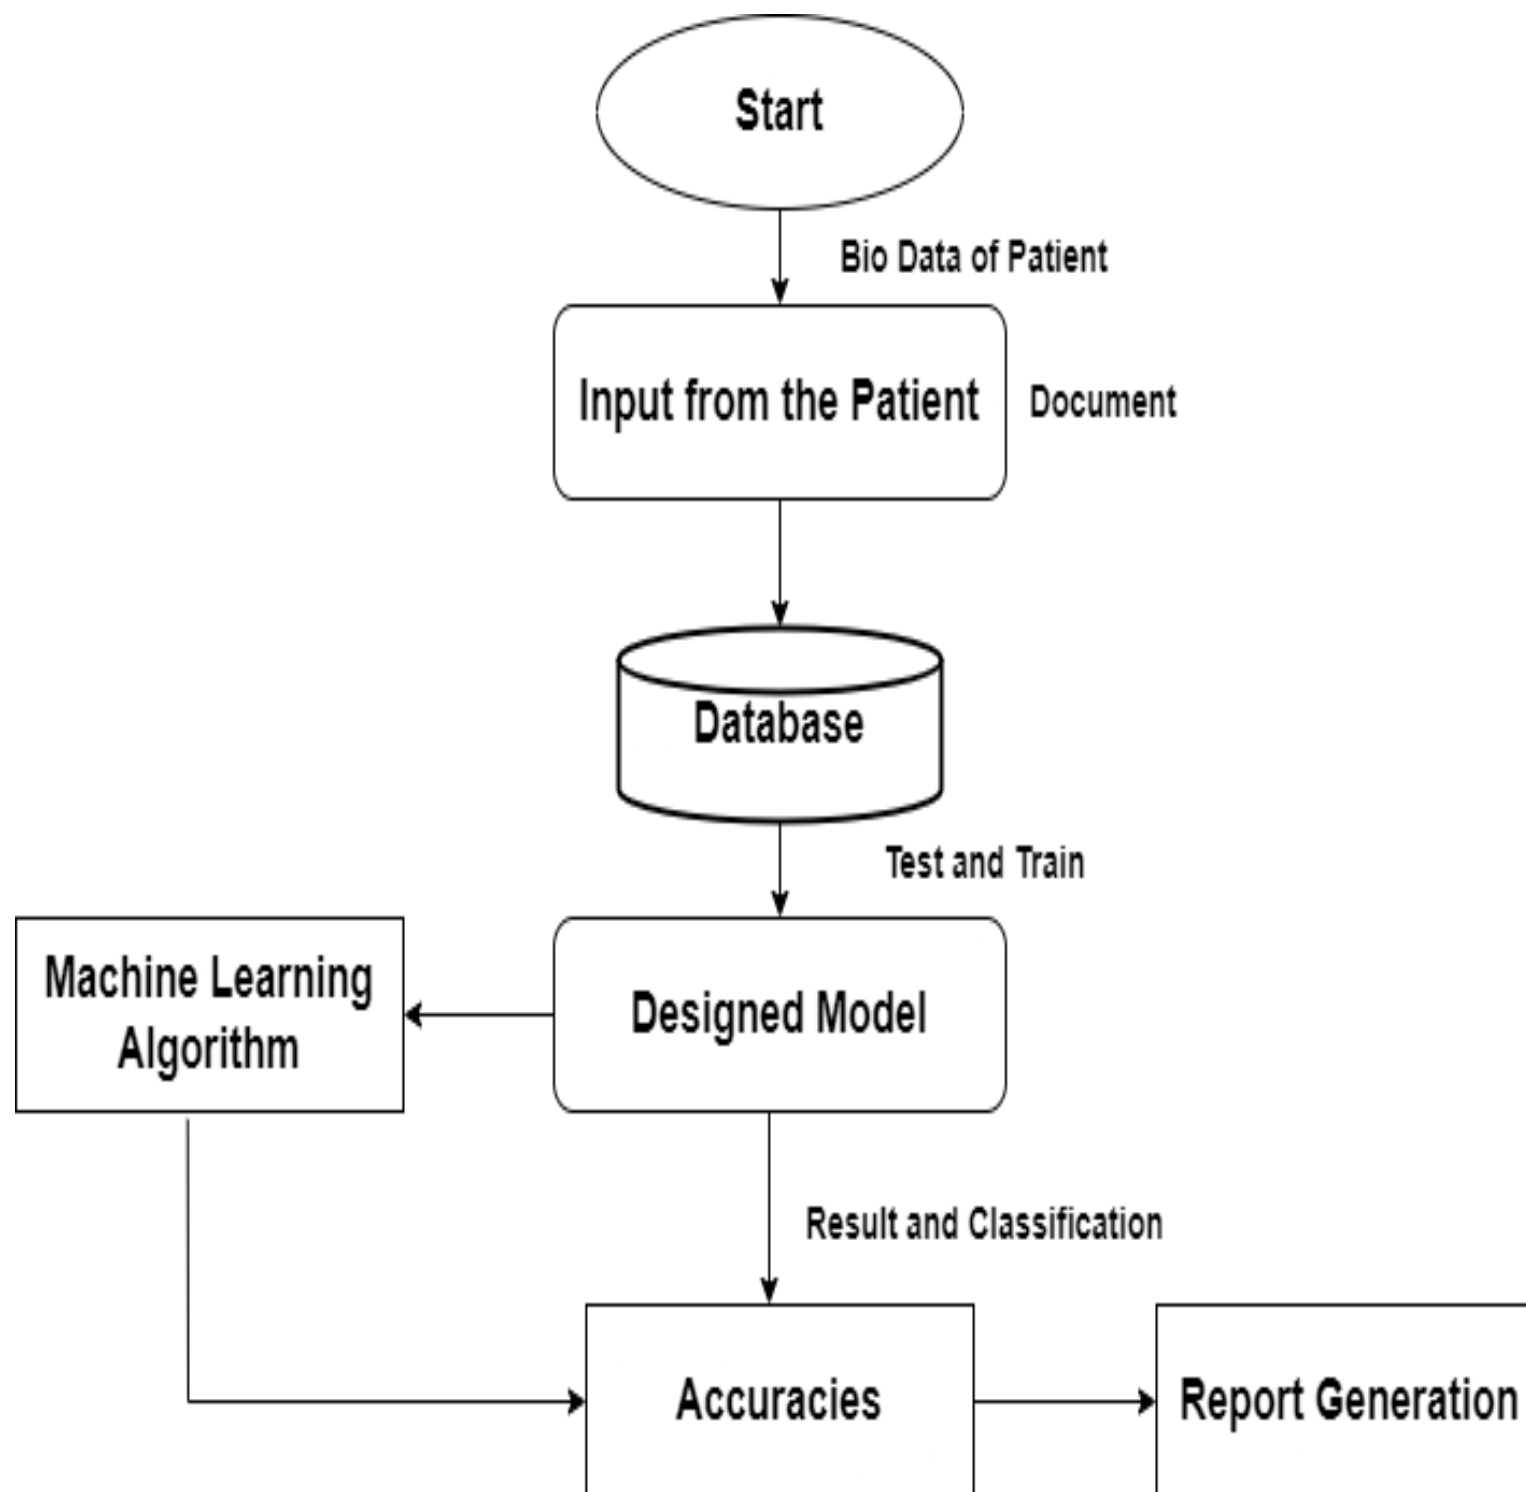 Start
Bio Data of Patient
Input from the Patient
Document
Database
Test and Train
Machine Learning
Algorithm
Designed Model
Result and Classification
Accuracies
Report Generation